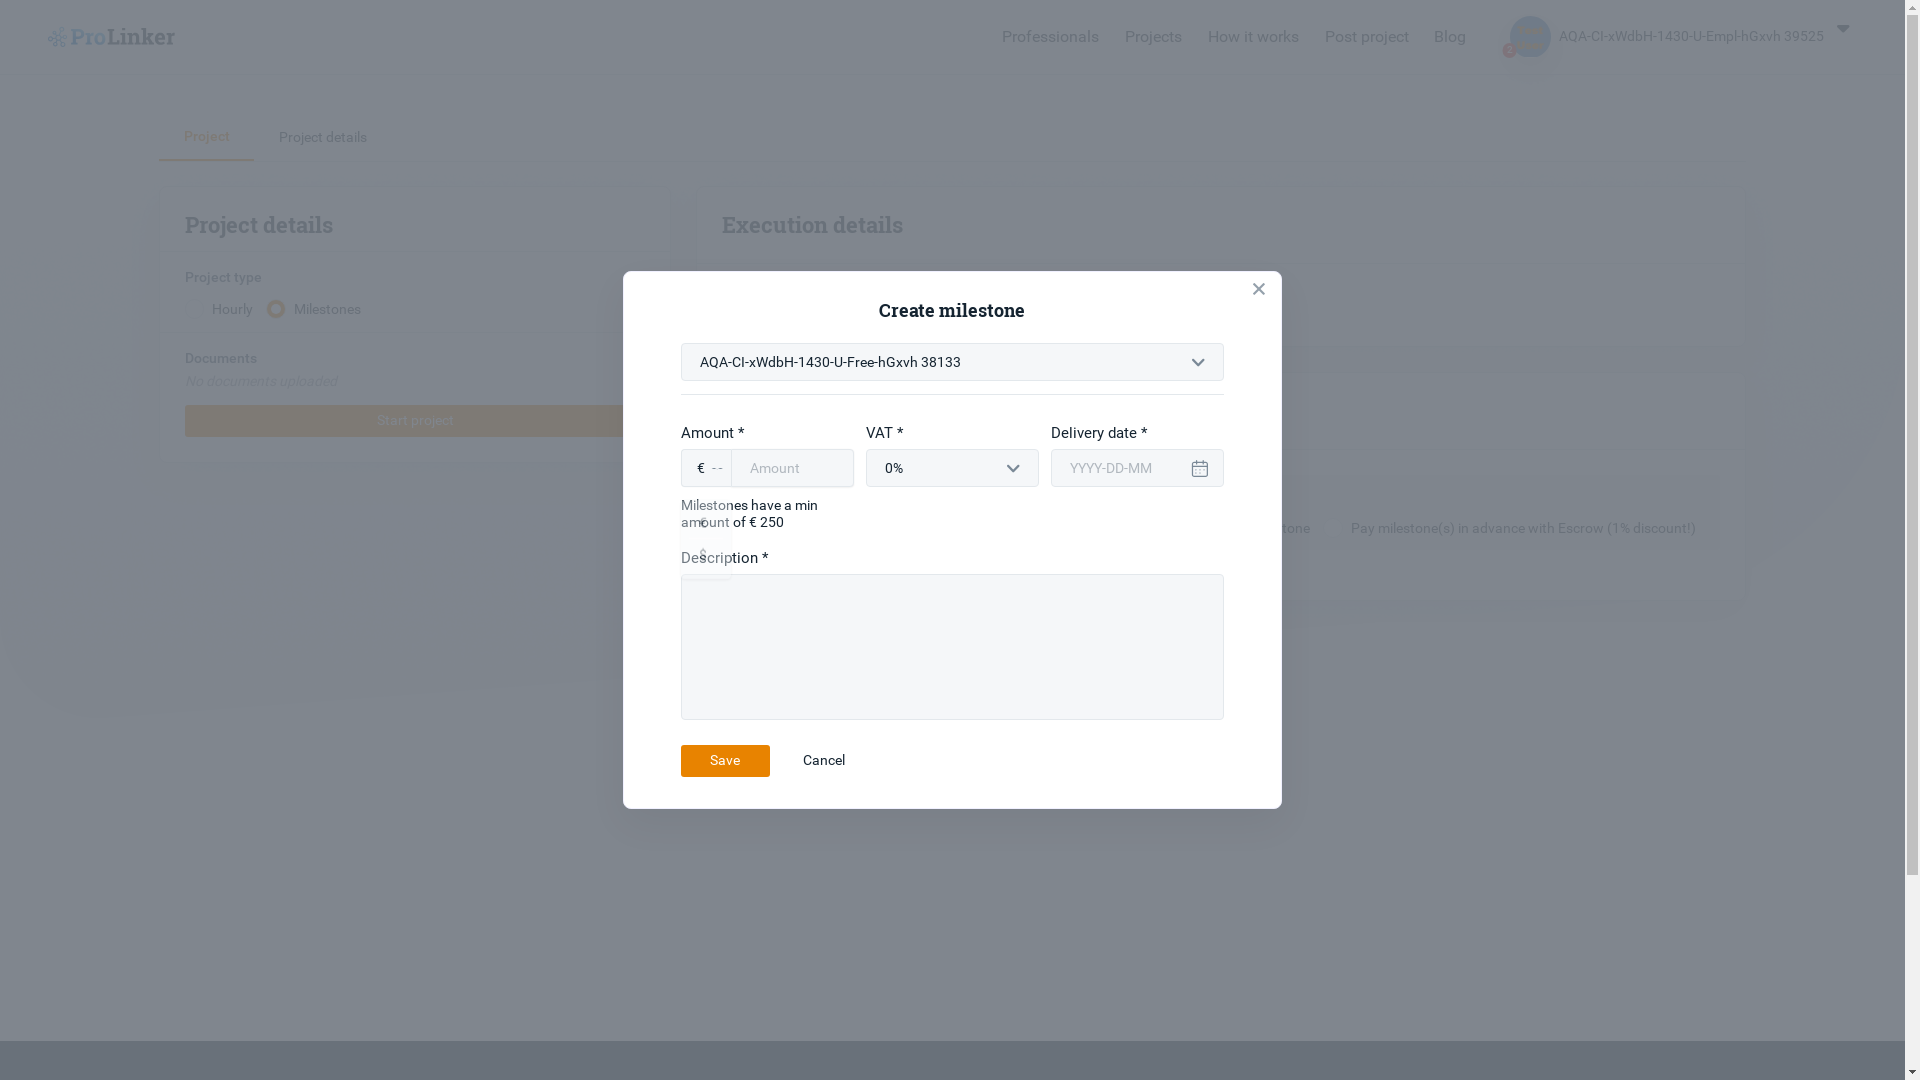 ProLinker
Professionals
Projects
How it works
Post project
Blog
AQA-CI-xWdbH-1430-U-Empl-hGxvh 39525
Project
Project details
Project details
Execution details
Project type
Hourly
Milestones
Documents
No documents uploaded
Start project
Create milestone
AQA-CI-xWdbH-1430-U-Free-hGxvh 38133
Amount *
VAT *
Delivery date *
€ --
Amount
0%
YYYY-DD-MM
Milestones have a min
amount of € 250
€
$
Description *
Pay milestone(s) in advance with Escrow (1% discount!)
Save
Cancel